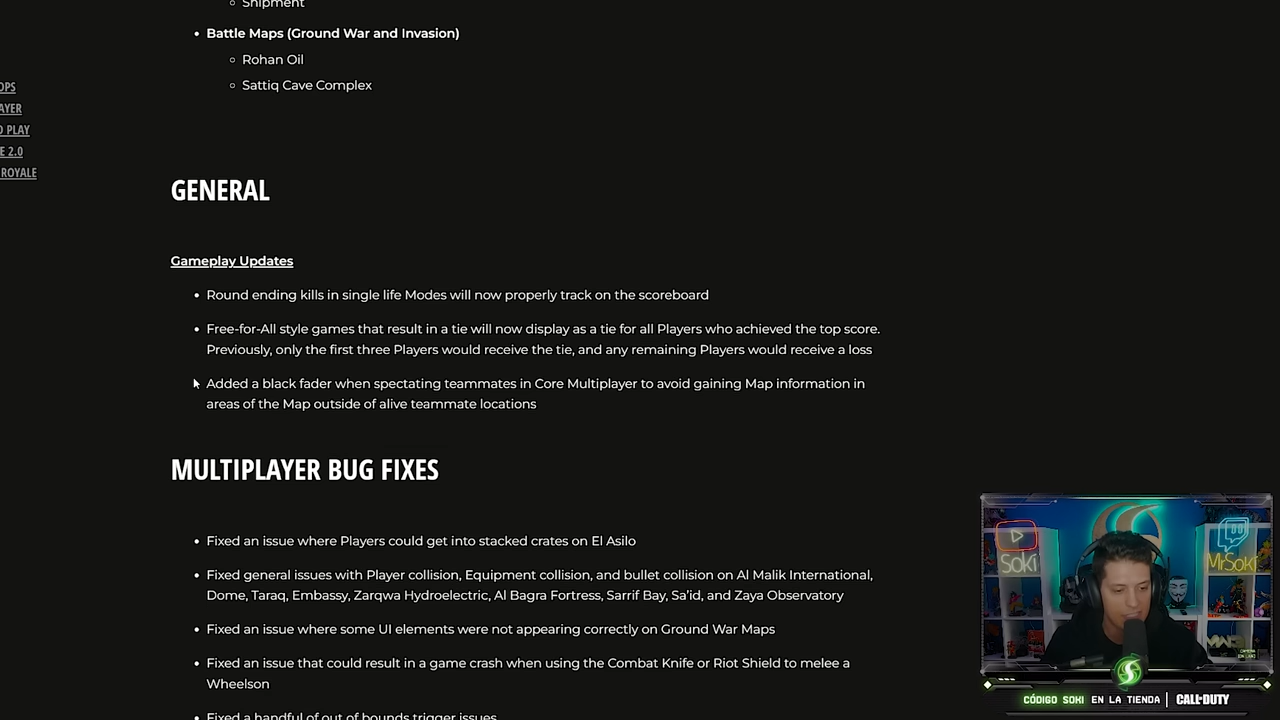 Shipment
Battle Maps (Ground War and Invasion)
Rohan Oil
Sattiq Cave Complex
OPS
AYER
D PLAY
E 2.0
ROYALE
GENERAL
Gameplay Updates
Round ending kills in single life Modes will now properly track on the scoreboard
Free-for-All style games that result in a tie will now display as a tie for all Players who achieved the top score.
Previously, only the first three Players would receive the tie, and any remaining Players would receive a loss
Added a black fader when spectating teammates in Core Multiplayer to avoid gaining Map information in
areas of the Map outside of alive teammate locations
MULTIPLAYER BUG FIXES
Fixed an issue where Players could get into stacked crates on El Asilo
Fixed general issues with Player collision, Equipment collision, and bullet collision on Al Malik International,
Dome, Taraq, Embassy, Zarqwa Hydroelectric, Al Bagra Fortress, Sarrif Bay, Sa'id, and Zaya Observatory
Fixed an issue where some UI elements were not appearing correctly on Ground War Maps
Fixed an issue that could result in a game crash when using the Combat Knife or Riot Shield to melee a
Wheelson
Fixed a handful of out of bounds trigger issues
Soki
MrSoki
CÓDIGO SOKI EN LA TIENDA | CALL OF DUTY